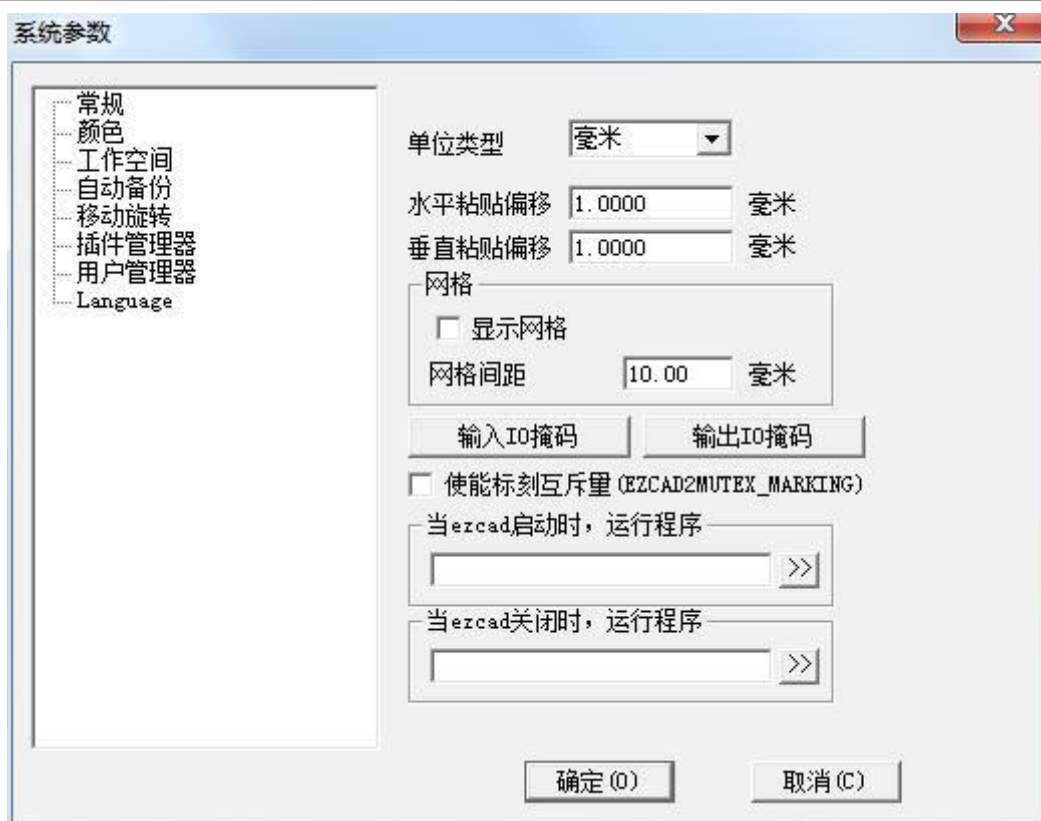 系统参数
常规
颜色
工作空间
自动备份
移动旋转
插件管理器
用户管理器
Language
单位类型 毫米
水平粘贴偏移 1.0000 毫米
垂直粘贴偏移 1.0000 毫米
网格
显示网格
网格间距 10.00 毫米
输入IO掩码 输出IO掩码
使能标刻互斥量(EZCAD2MUTEX_MARKING)
当ezcad启动时，运行程序
>>
当ezcad关闭时，运行程序
>>
确定(O) 取消(C)